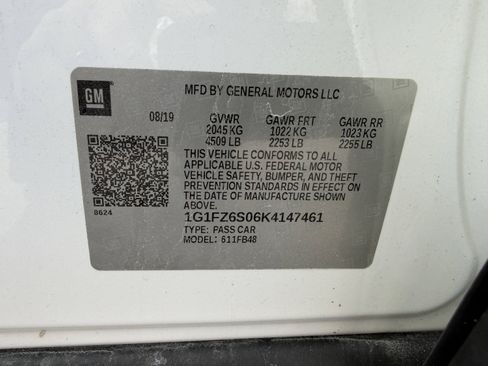 GM
MFD BY GENERAL MOTORS LLC
08/19 GVWR GAWR FRT GAWR RR
2045 KG 1022 KG 1023 KG
4509 LB 2253 LB 2255 LB
THIS VEHICLE CONFORMS TO ALL
APPLICABLE U.S. FEDERAL MOTOR
VEHICLE SAFETY, BUMPER, AND THEFT
PREVENTION STANDARDS IN EFFECT ON
THE DATE OF MANUFACTURE SHOWN
ABOVE.
8624
1G1FZ6S06K4147461
TYPE: PASS CAR
MODEL: 611FB48